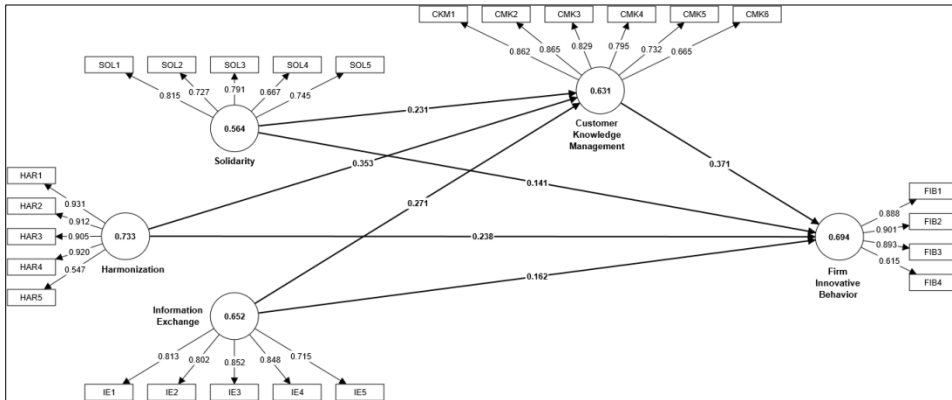 CKM1 CMK2 CMK3 CMK4 CMK5 CMK6
0.862 0.865 0.829 0.795 0.732 0.665
SOL1 SOL2 SOL3 SOL4 SOL5
0.815 0.727 0.791 0.667 0.745
0.631
Customer
Knowledge
Management
0.564
Solidarity
0.231
0.353
0.271
0.371
0.141
0.238
0.162
HAR1
HAR2
HAR3
HAR4
HAR5
0.931
0.912
0.905
0.920
0.547
0.733
Harmonization
FIB1
FIB2
FIB3
FIB4
0.888
0.901
0.893
0.615
0.694
Firm
Innovative
Behavior
Information
Exchange
0.652
0.813 0.802 0.852 0.848 0.715
IE1 IE2 IE3 IE4 IE5